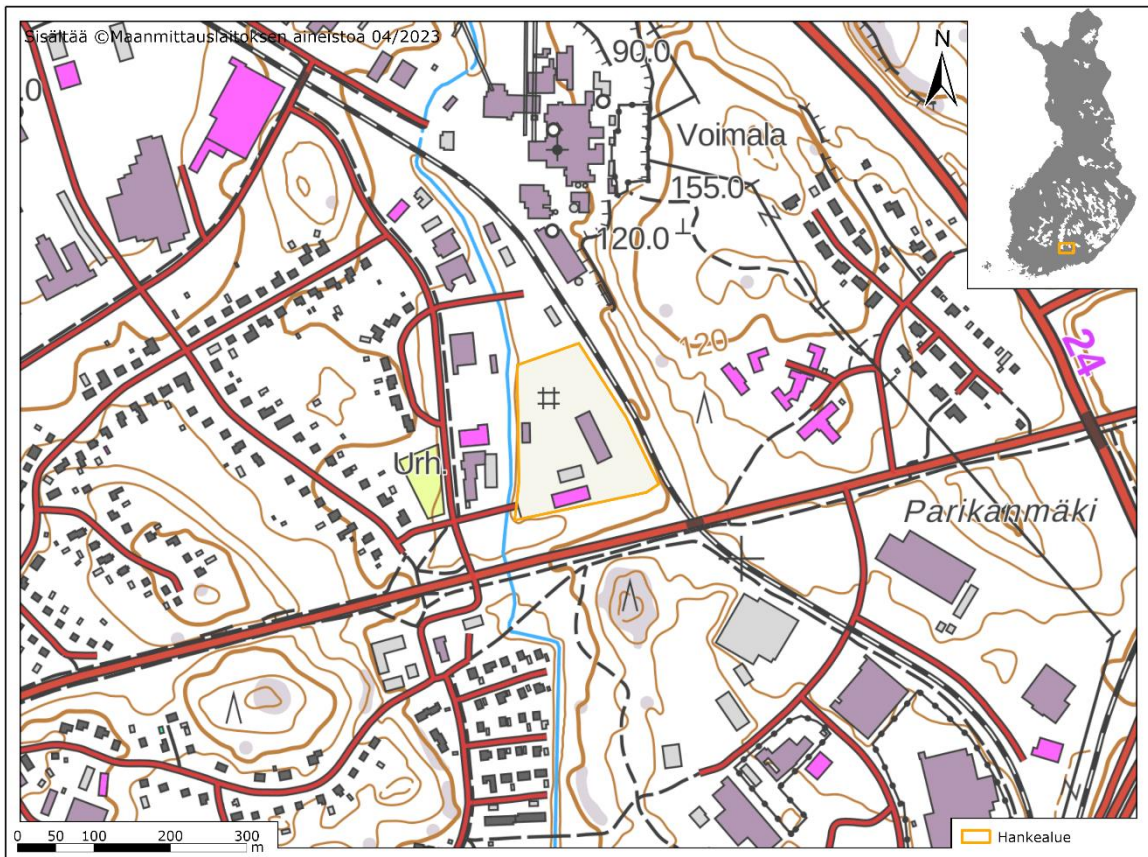 Sisältää ©Maanmittauslaitoksen aineistoa 04/2023
N
90.0
.0
Voimala
155.0
120.0
120
24
Urh.
Parikanmäki
0 50 100 200 300
m
Hankealue